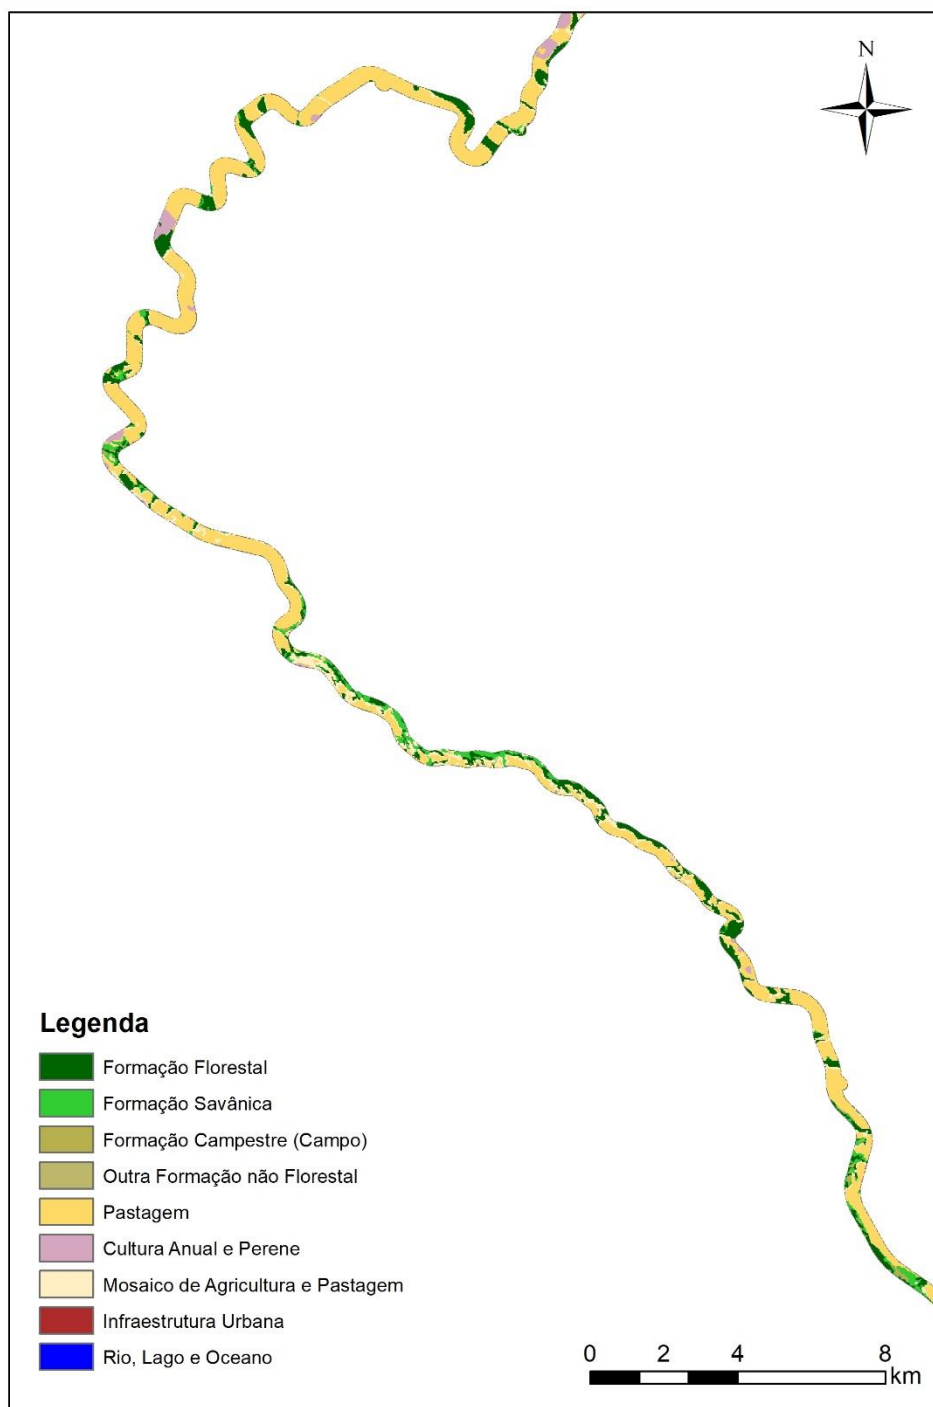 N
Legenda
Formação Florestal
Formação Savânica
Formação Campestre (Campo)
Outra Formação não Florestal
Pastagem
Cultura Anual e Perene
Mosaico de Agricultura e Pastagem
Infraestrutura Urbana
Rio, Lago e Oceano
0 2 4 8
km